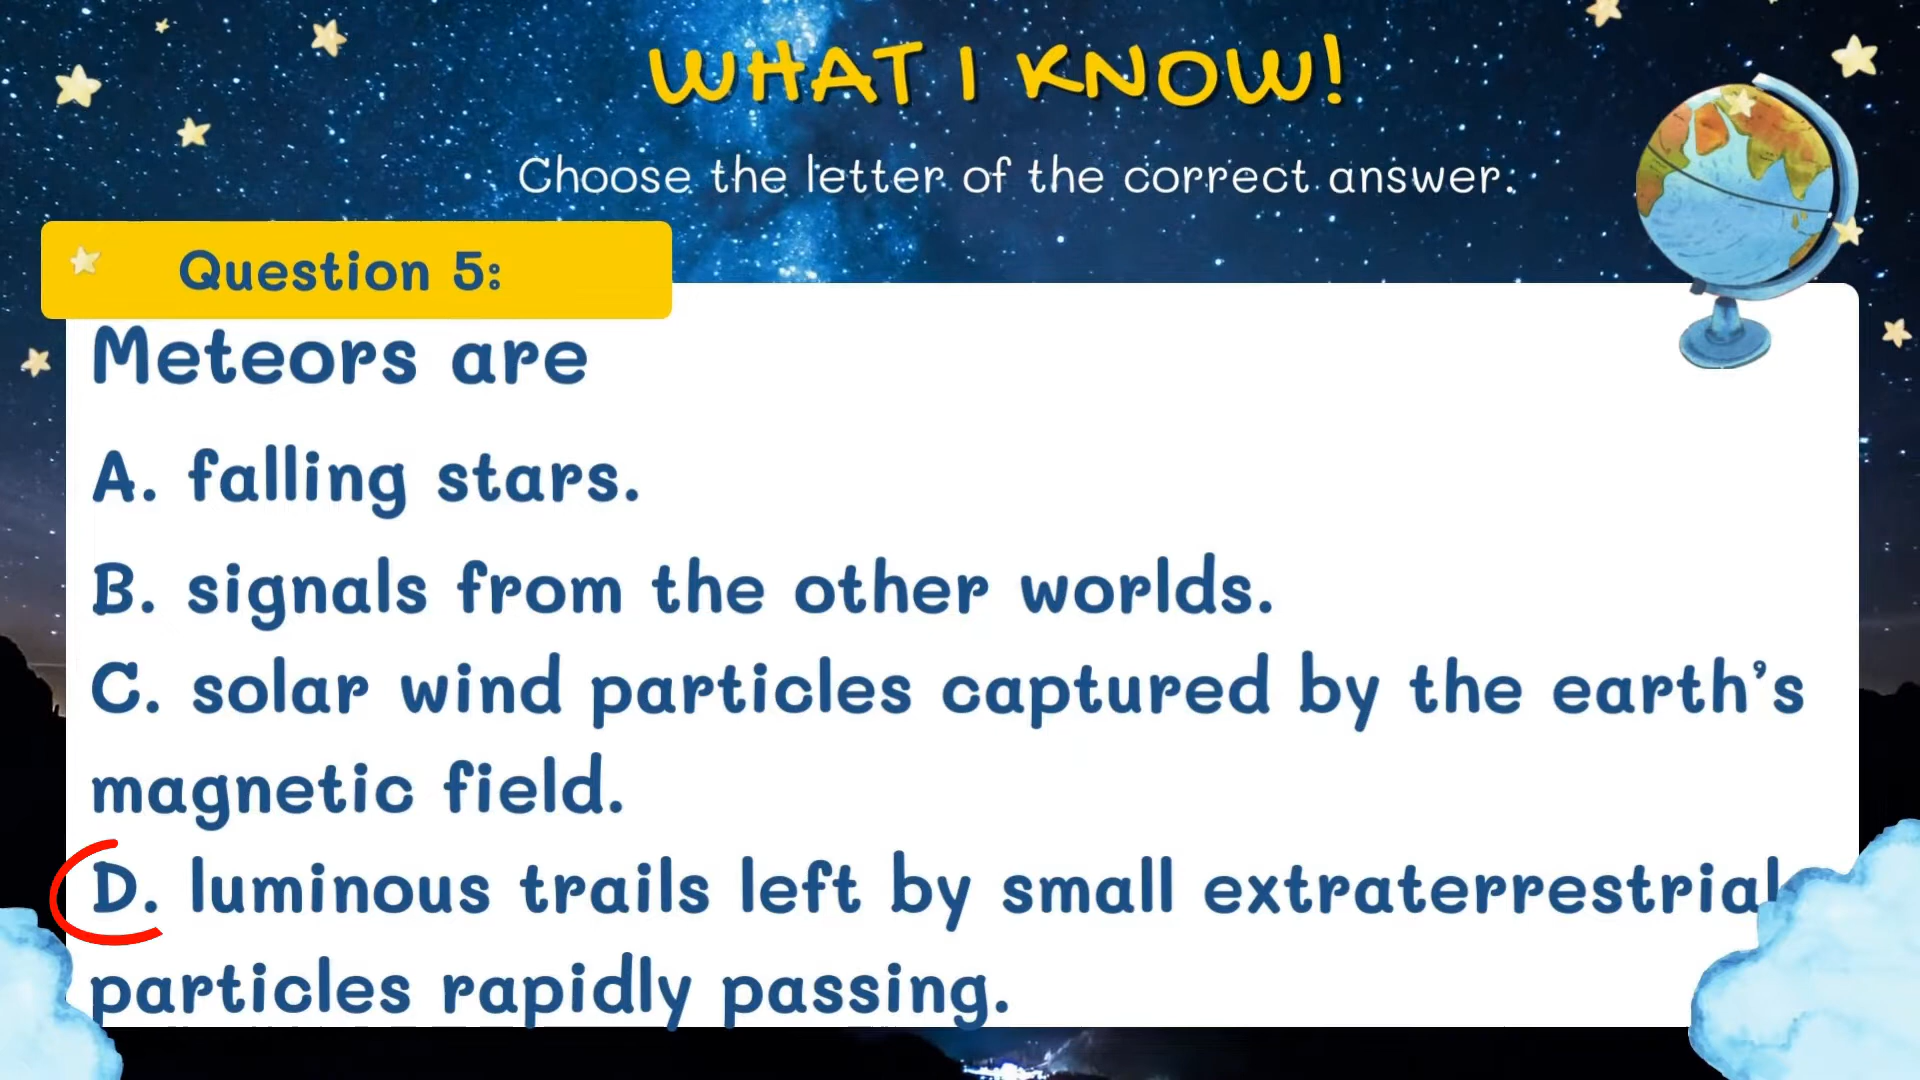 WHAT I KNOW!
Choose the letter of the correct answer.
Question 5:
Meteors are
A. falling stars.
B. signals from the other worlds.
C. solar wind particles captured by the earth’s
magnetic field.
D. luminous trails left by small extraterrestrial
particles rapidly passing.